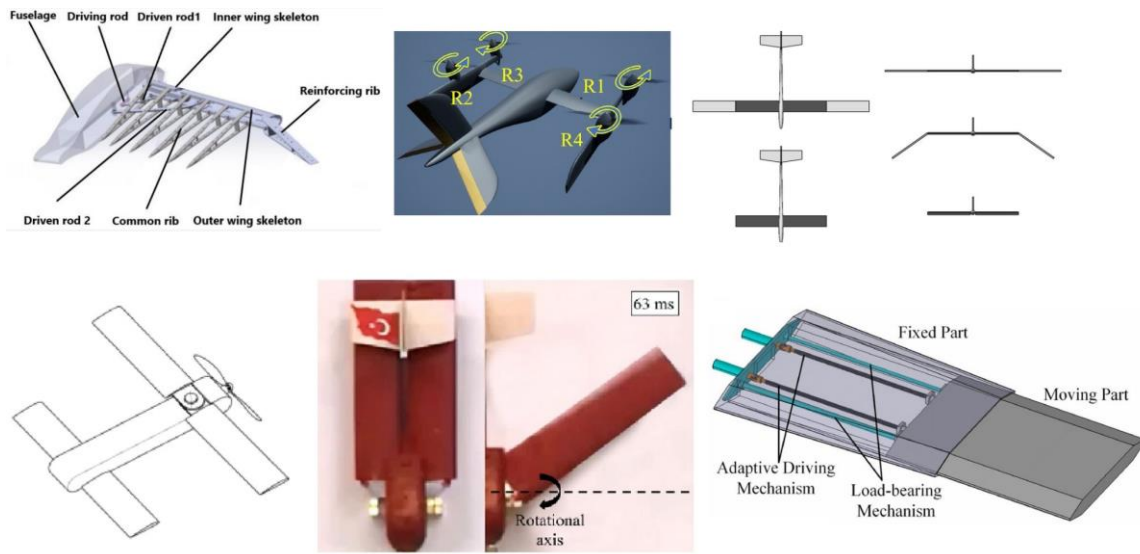 Fuselage
Driving rod
Driven rod1
Inner wing skeleton
Reinforcing rib
Driven rod 2
Common rib
Outer wing skeleton
R3
R2
R1
R4
63 ms
Rotational
axis
Fixed Part
Moving Part
Adaptive Driving
Mechanism
Load-bearing
Mechanism